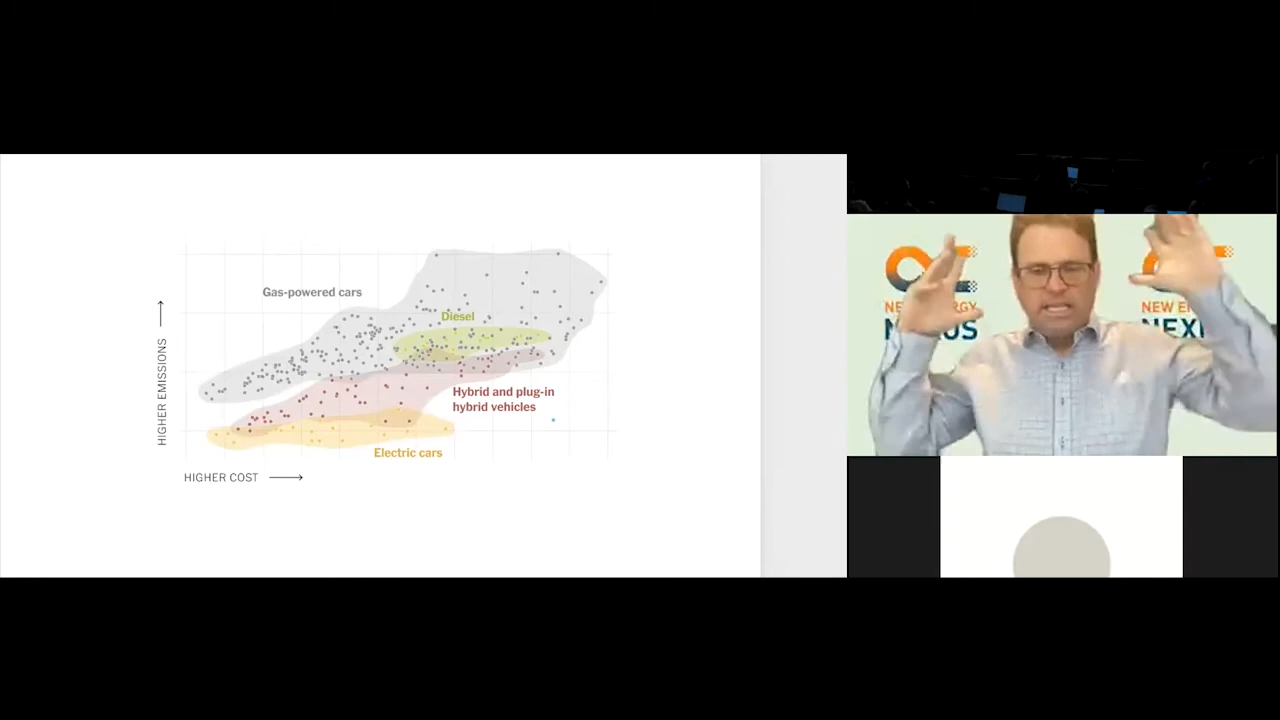 Gas-powered cars
Diesel
Hybrid and plug-in
hybrid vehicles
Electric cars
HIGHER EMISSIONS
HIGHER COST
NEW ENERGY
NEXUS
NEW EN
NEXU